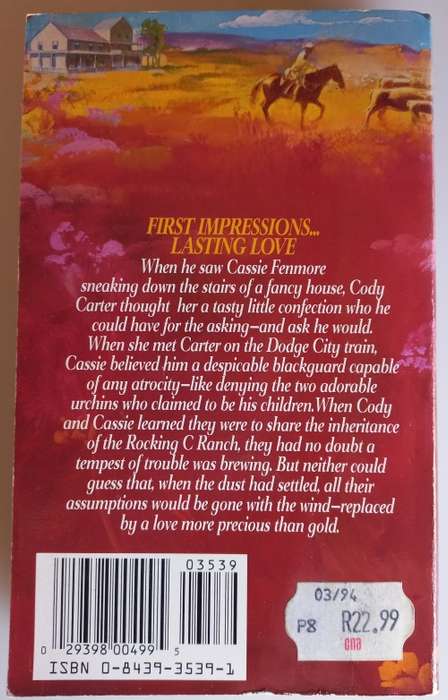 FIRST IMPRESSIONS...
LASTING LOVE
When he saw Cassie Fenmore
sneaking down the stairs of a fancy house, Cody
Carter thought her a tasty little confection who he
could have for the asking—and ask he would.
When she met Carter on the Dodge City train,
Cassie believed him a despicable blackguard capable
of any atrocity—like denying the two adorable
urchins who claimed to be his children.When Cody
and Cassie learned they were to share the inheritance
of the Rocking C Ranch, they had no doubt a
tempest of trouble was brewing. But neither could
guess that, when the dust had settled, all their
assumptions would be gone with the wind—replaced
by a love more precious than gold.
03539
0 29398 00499 5
ISBN 0-8439-3539-1
03/94
P8 R22.99
cna